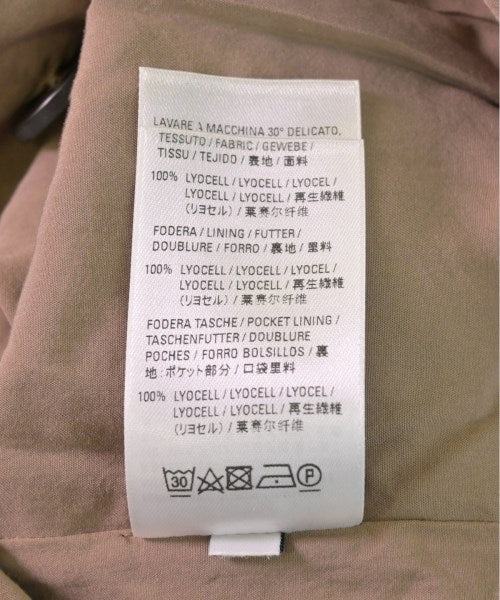 LAVARE A MACCHINA 30° DELICATO.
TESSUTO / FABRIC / GEWEBE /
TISSU / TEJIDO / 裏地 / 面料
100% LYOCELL / LYOCELL / LYOCEL /
LYOCELL / LYOCELL / 再生繊維
(リヨセル) / 莱赛尔纤维
FODERA / LINING / FUTTER /
DOUBLURE / FORRO / 裏地 / 里料
100% LYOCELL / LYOCELL / LYOCELL /
LYOCELL / LYOCELL / 再生繊維
(リヨセル) / 莱赛尔纤维
FODERA TASCHE / POCKET LINING /
TASCHENFUTTER / DOUBLURE
POCHES / FORRO BOLSILLOS / 裏
地:ポケット部分 / 口袋里料
100% LYOCELL / LYOCELL / LYOCEL /
LYOCELL / LYOCELL / 再生繊維
(リヨセル) / 莱赛尔纤维
30 P